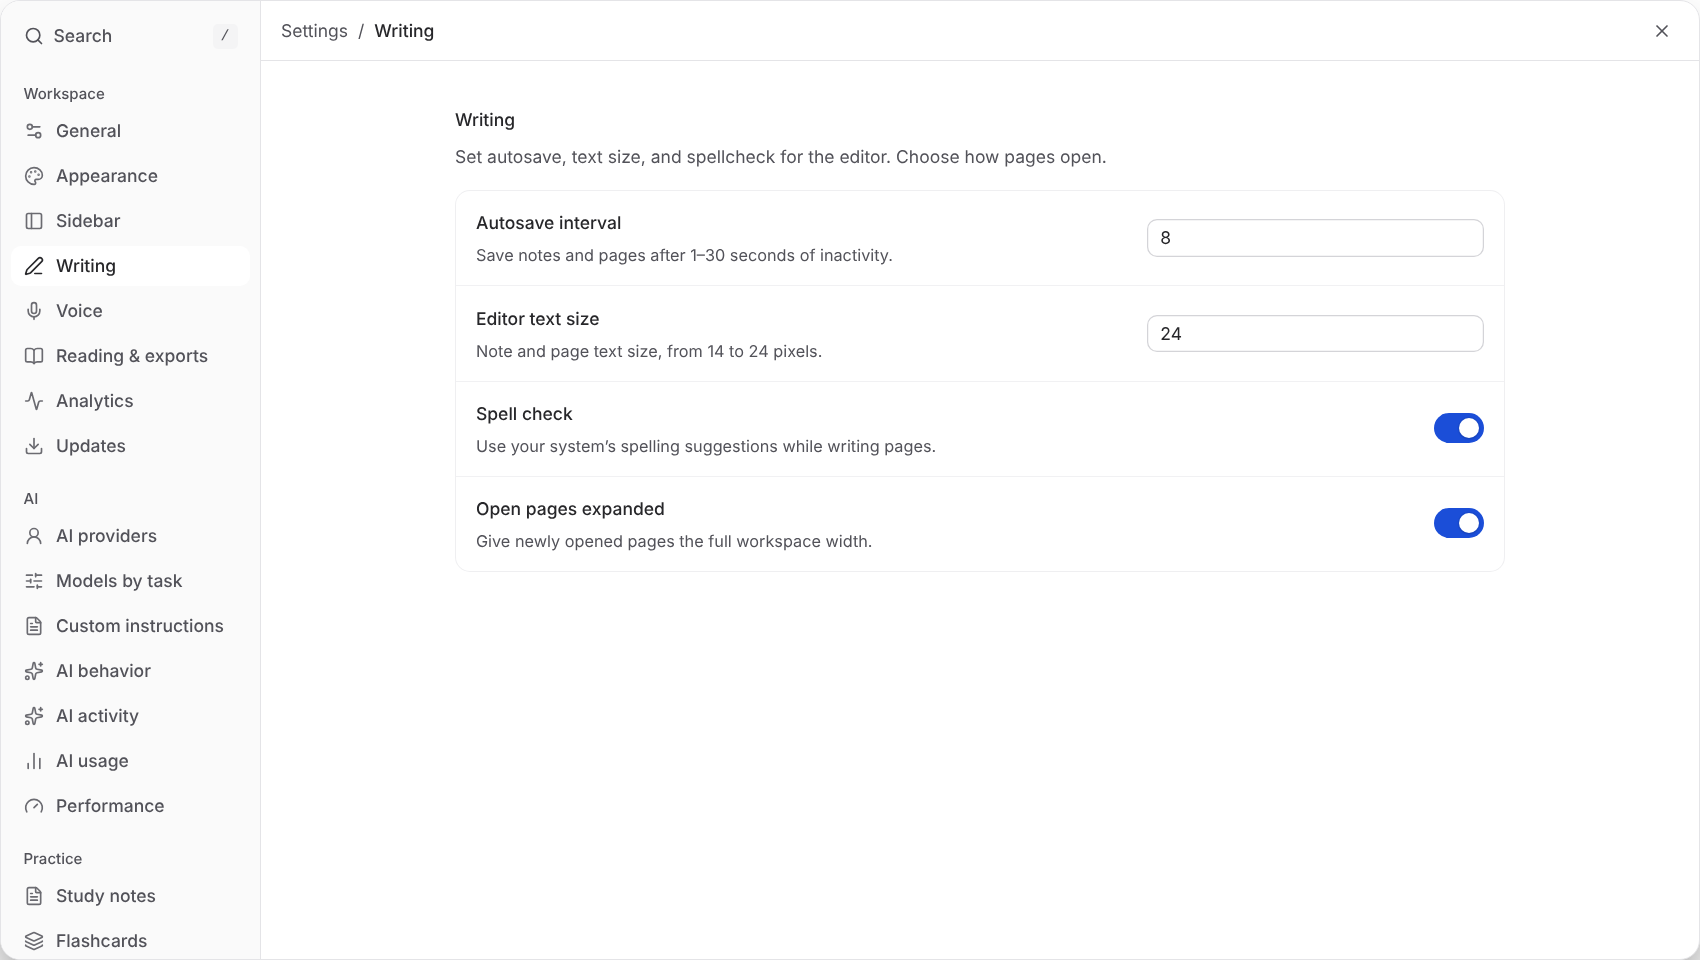 Search /
Workspace
General
Appearance
Sidebar
Writing
Voice
Reading & exports
Analytics
Updates
AI
AI providers
Models by task
Custom instructions
AI behavior
AI activity
AI usage
Performance
Practice
Study notes
Flashcards
Settings / Writing
Writing
Set autosave, text size, and spellcheck for the editor. Choose how pages open.
Autosave interval
Save notes and pages after 1–30 seconds of inactivity.
8
Editor text size
Note and page text size, from 14 to 24 pixels.
24
Spell check
Use your system’s spelling suggestions while writing pages.
Open pages expanded
Give newly opened pages the full workspace width.